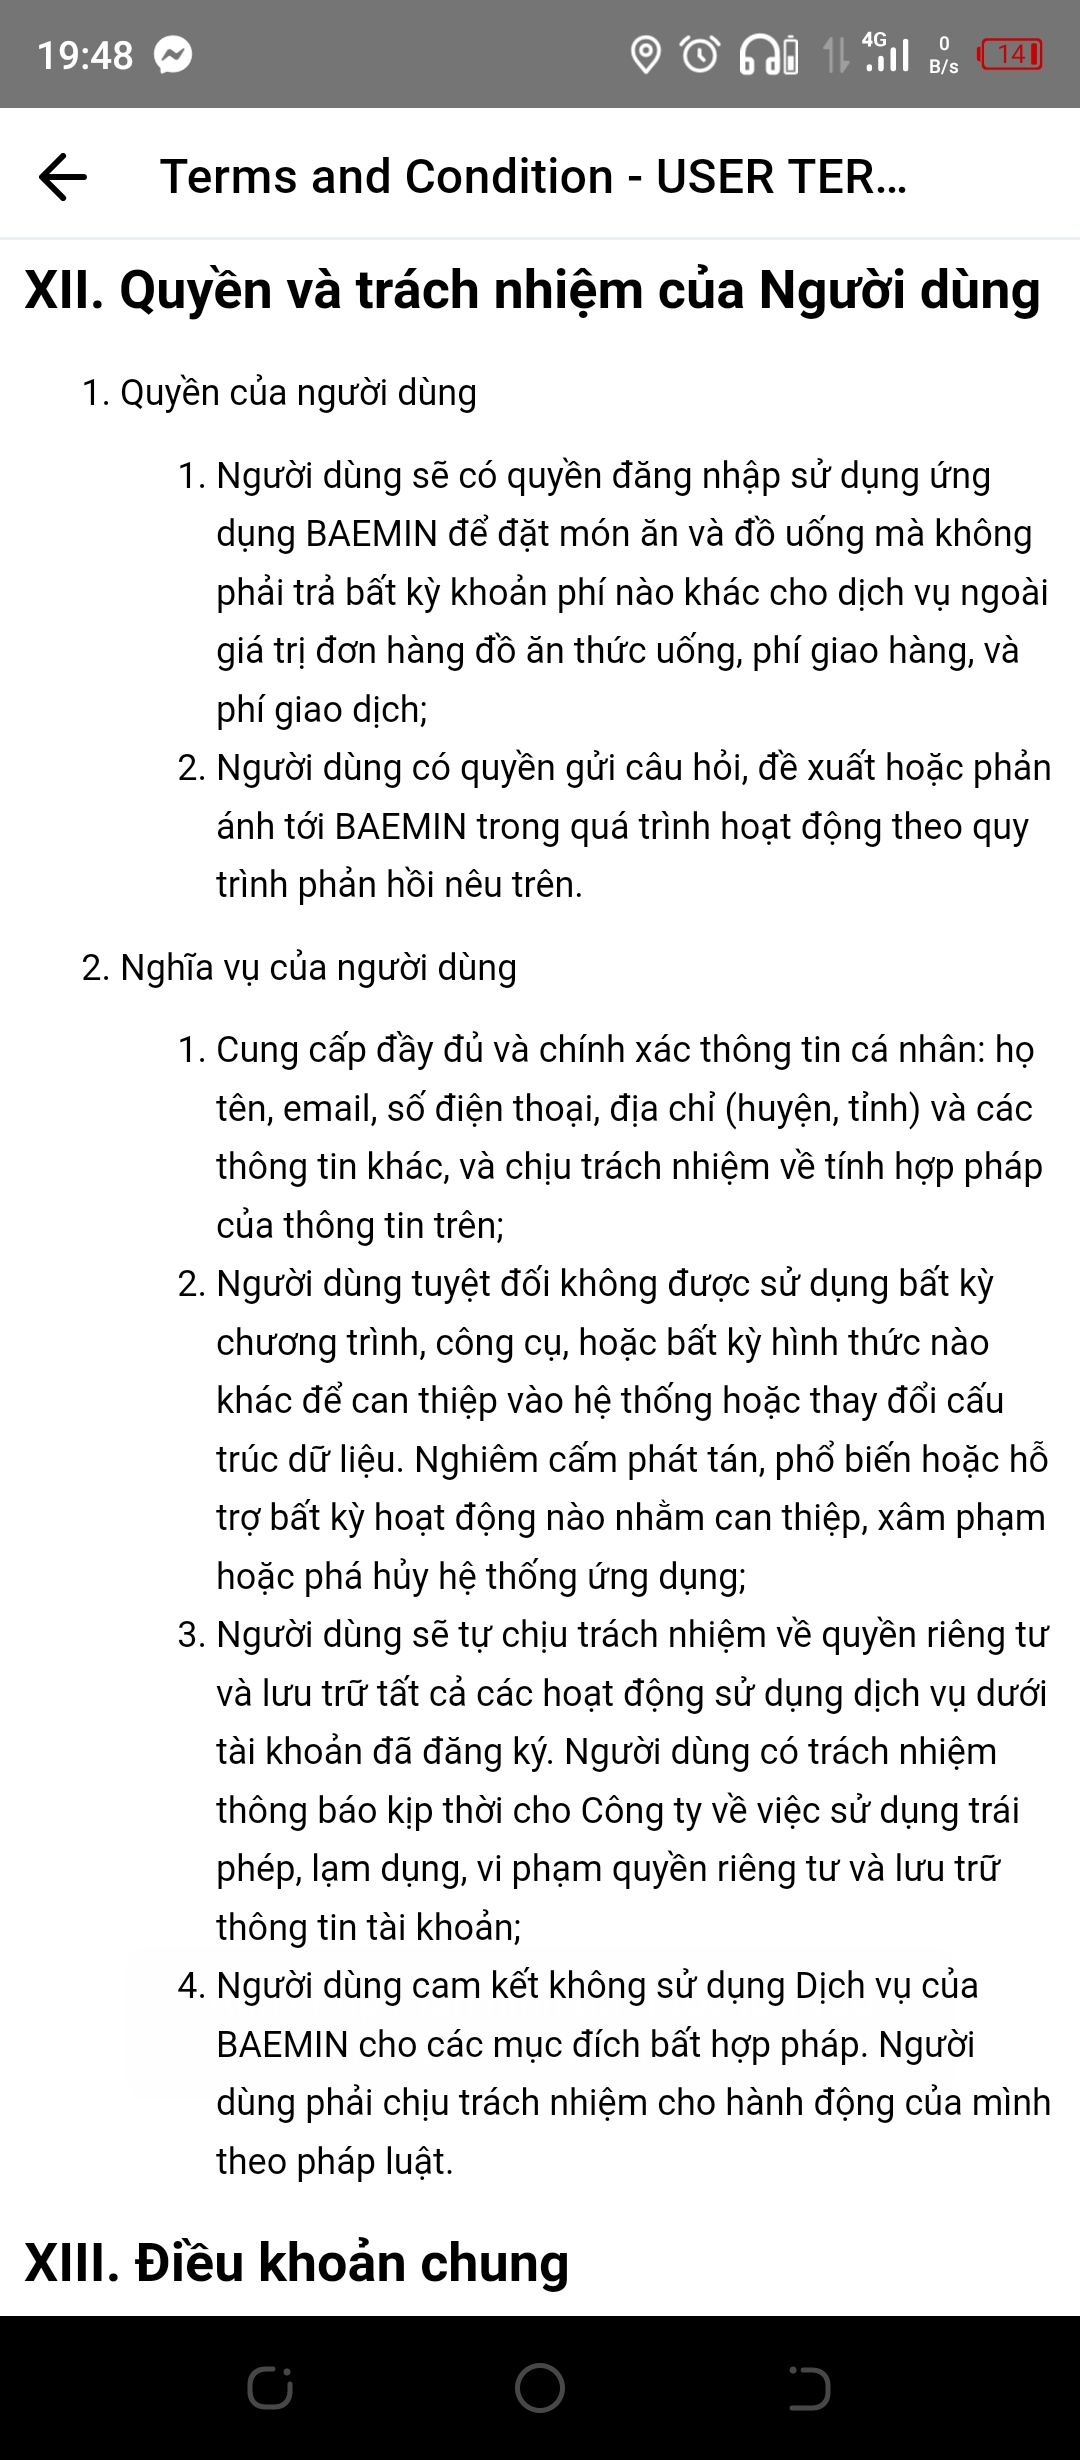 19:48
4G
0
B/s
14
Terms and Condition - USER TER...
XII. Quyền và trách nhiệm của Người dùng
1. Quyền của người dùng
1. Người dùng sẽ có quyền đăng nhập sử dụng ứng
dụng BAEMIN để đặt món ăn và đồ uống mà không
phải trả bất kỳ khoản phí nào khác cho dịch vụ ngoài
giá trị đơn hàng đồ ăn thức uống, phí giao hàng, và
phí giao dịch;
2. Người dùng có quyền gửi câu hỏi, đề xuất hoặc phản
ánh tới BAEMIN trong quá trình hoạt động theo quy
trình phản hồi nêu trên.
2. Nghĩa vụ của người dùng
1. Cung cấp đầy đủ và chính xác thông tin cá nhân: họ
tên, email, số điện thoại, địa chỉ (huyện, tỉnh) và các
thông tin khác, và chịu trách nhiệm về tính hợp pháp
của thông tin trên;
2. Người dùng tuyệt đối không được sử dụng bất kỳ
chương trình, công cụ, hoặc bất kỳ hình thức nào
khác để can thiệp vào hệ thống hoặc thay đổi cấu
trúc dữ liệu. Nghiêm cấm phát tán, phổ biến hoặc hỗ
trợ bất kỳ hoạt động nào nhằm can thiệp, xâm phạm
hoặc phá hủy hệ thống ứng dụng;
3. Người dùng sẽ tự chịu trách nhiệm về quyền riêng tư
và lưu trữ tất cả các hoạt động sử dụng dịch vụ dưới
tài khoản đã đăng ký. Người dùng có trách nhiệm
thông báo kịp thời cho Công ty về việc sử dụng trái
phép, lạm dụng, vi phạm quyền riêng tư và lưu trữ
thông tin tài khoản;
4. Người dùng cam kết không sử dụng Dịch vụ của
BAEMIN cho các mục đích bất hợp pháp. Người
dùng phải chịu trách nhiệm cho hành động của mình
theo pháp luật.
XIII. Điều khoản chung